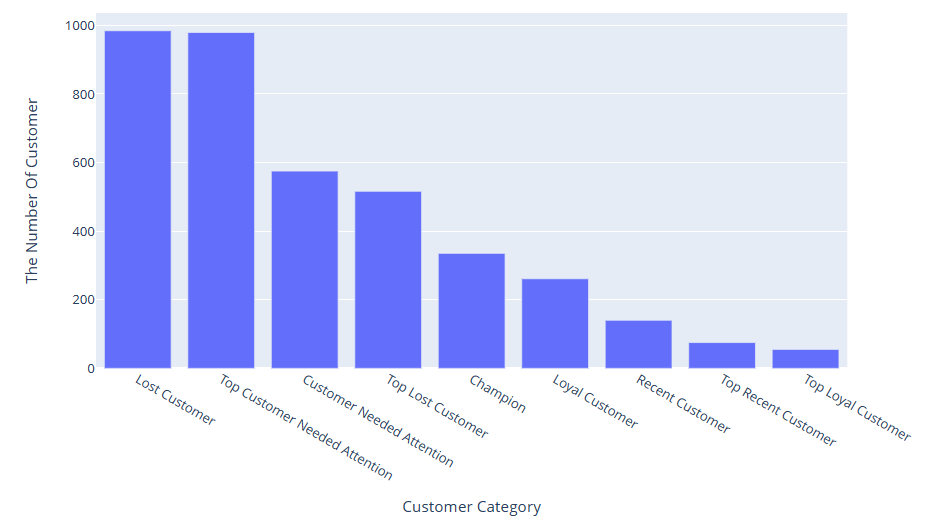 The Number Of Customer
1000
800
600
400
200
0
Lost Customer
Top Customer Needed Attention
Customer Needed Attention
Top Lost Customer
Champion
Loyal Customer
Recent Customer
Top Recent Customer
Top Loyal Customer
Customer Category